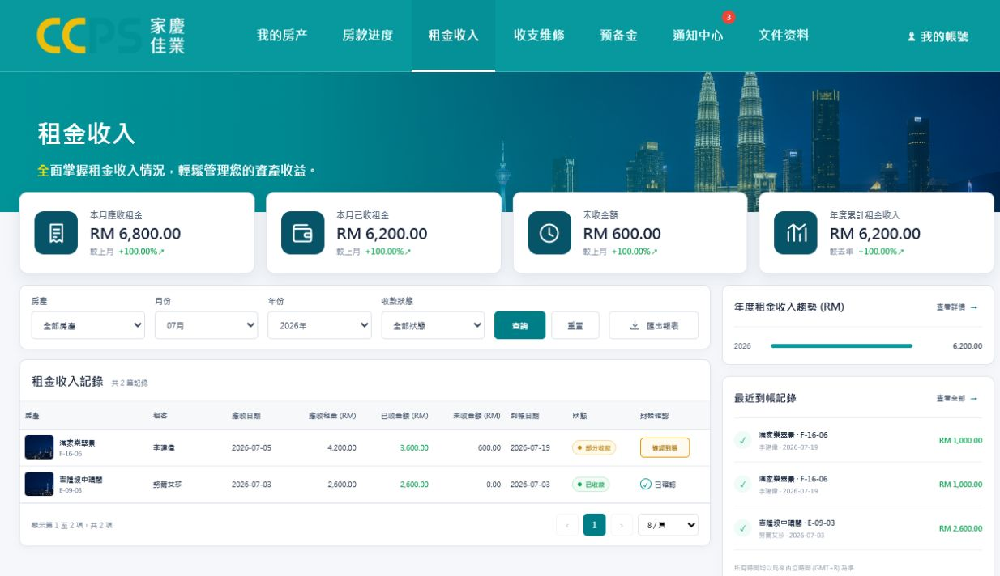 CCPS 家慶佳業
我的房产 房款进度 租金收入 收支维修 预备金 通知中心 3 文件资料 我的帳號
租金收入
全面掌握租金收入情況，輕鬆管理您的資產收益。
本月應收租金
RM 6,800.00
較上月 +100.00%↗
本月已收租金
RM 6,200.00
較上月 +100.00%↗
未收金額
RM 600.00
較上月 +100.00%↗
年度累計租金收入
RM 6,200.00
較去年 +100.00%↗
房產 月份 年份 收款狀態
全部房產 07月 2026年 全部狀態 查詢 重置 匯出報表
租金收入記錄 共 2 筆記錄
房產 租客 應收日期 應收租金 (RM) 已收金額 (RM) 未收金額 (RM) 到帳日期 狀態 財務確認
滿家樂翠景
F-16-06
李建偉 2026-07-05 4,200.00 3,600.00 600.00 2026-07-19 部分收款 確認到賬
吉隆波中環閣
E-09-03
努爾艾莎 2026-07-03 2,600.00 2,600.00 0.00 2026-07-03 已收款 已確認
顯示第 1 至 2 項，共 2 項
‹ 1 › 8 / 頁
年度租金收入趨勢 (RM) 查看詳情 →
2026 6,200.00
最近到帳記錄 查看全部 →
滿家樂翠景 · F-16-06
李建偉 · 2026-07-19
RM 1,000.00
滿家樂翠景 · F-16-06
李建偉 · 2026-07-19
RM 1,000.00
吉隆波中環閣 · E-09-03
努爾艾莎 · 2026-07-03
RM 2,600.00
所有時間均以馬來西亞時間 (GMT+8) 為準